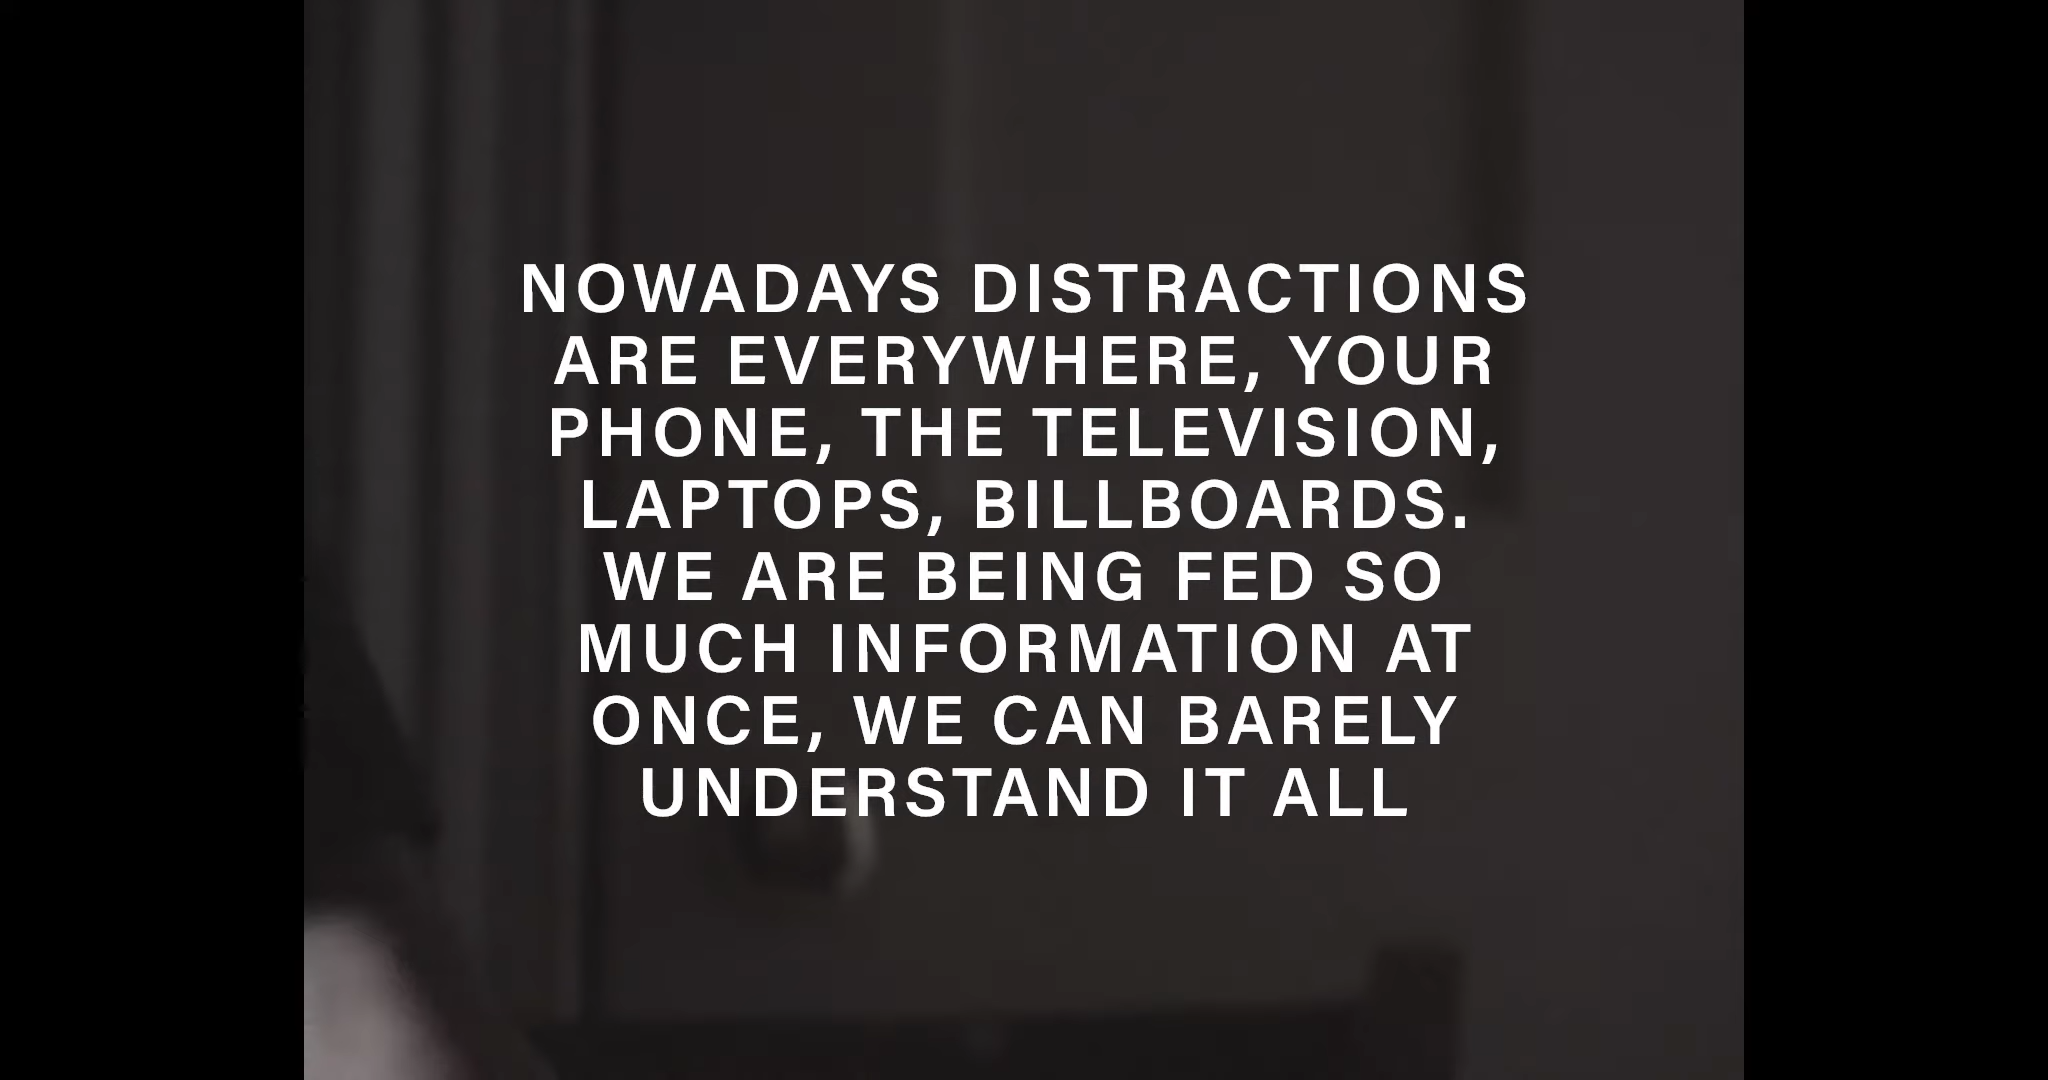 NOWADAYS DISTRACTIONS
ARE EVERYWHERE, YOUR
PHONE, THE TELEVISION,
LAPTOPS, BILLBOARDS.
WE ARE BEING FED SO
MUCH INFORMATION AT
ONCE, WE CAN BARELY
UNDERSTAND IT ALL